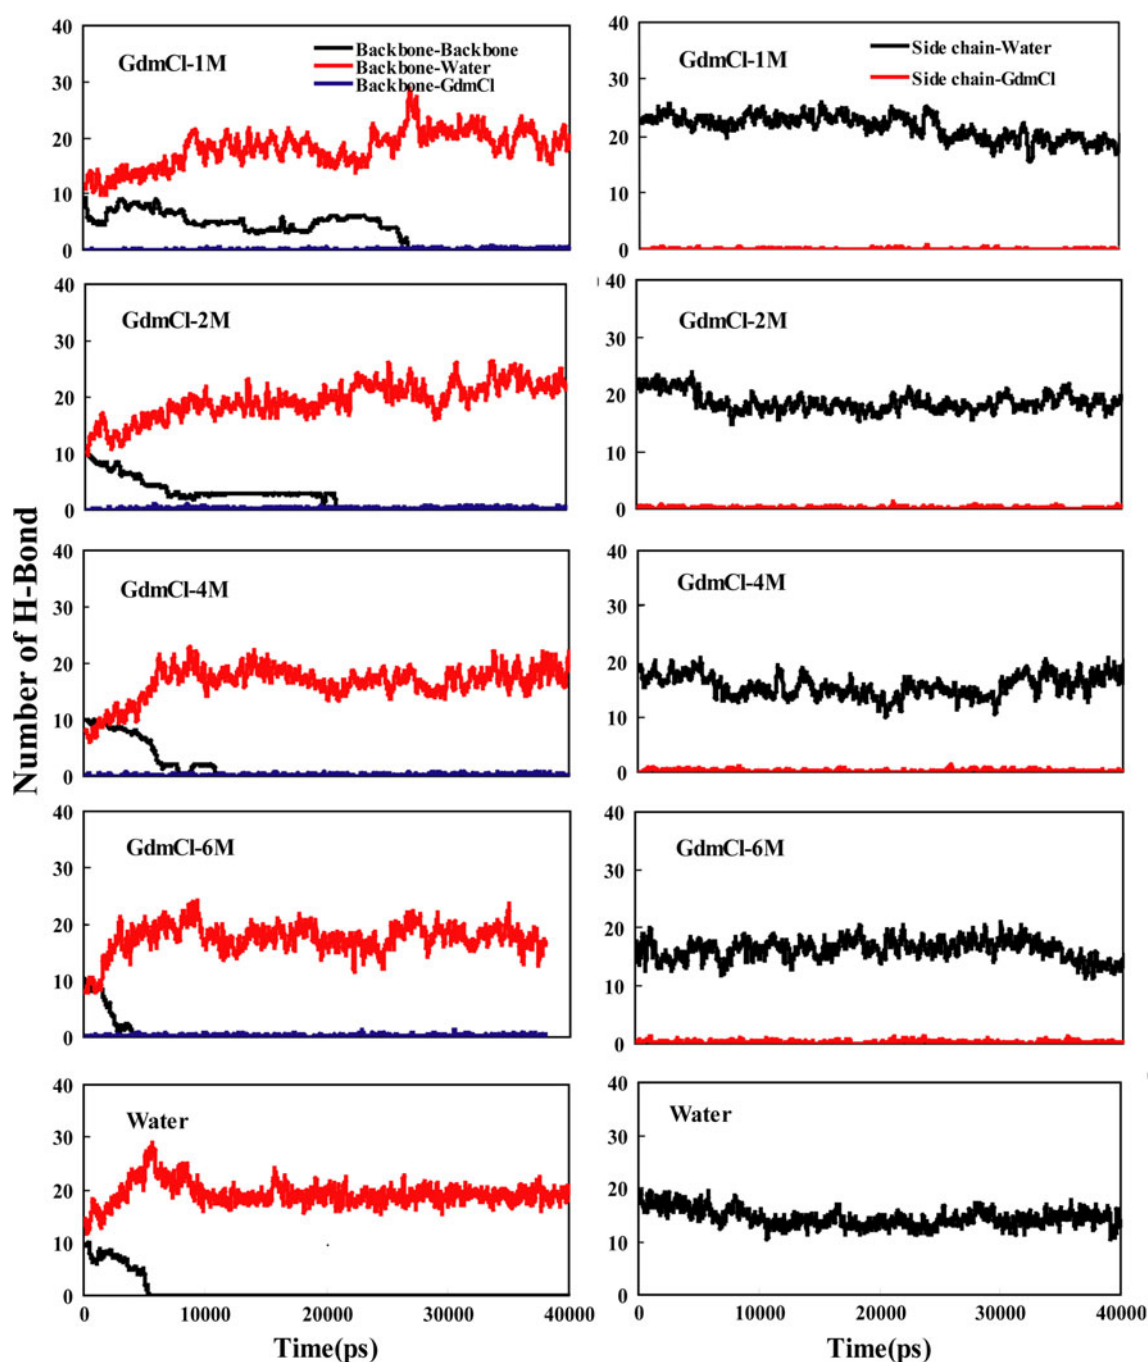 40
30
20
10
0
GdmCl-1M
Backbone-Backbone
Backbone-Water
Backbone-GdmCl
40
30
20
10
0
GdmCl-1M
Side chain-Water
Side chain-GdmCl
40
30
20
10
0
GdmCl-2M
40
30
20
10
0
GdmCl-2M
40
30
20
10
0
GdmCl-4M
40
30
20
10
0
GdmCl-4M
Number of H-Bond
40
30
20
10
0
GdmCl-6M
40
30
20
10
0
GdmCl-6M
40
30
20
10
0
Water
0 10000 20000 30000 40000
Time(ps)
40
30
20
10
0
Water
0 10000 20000 30000 40000
Time(ps)